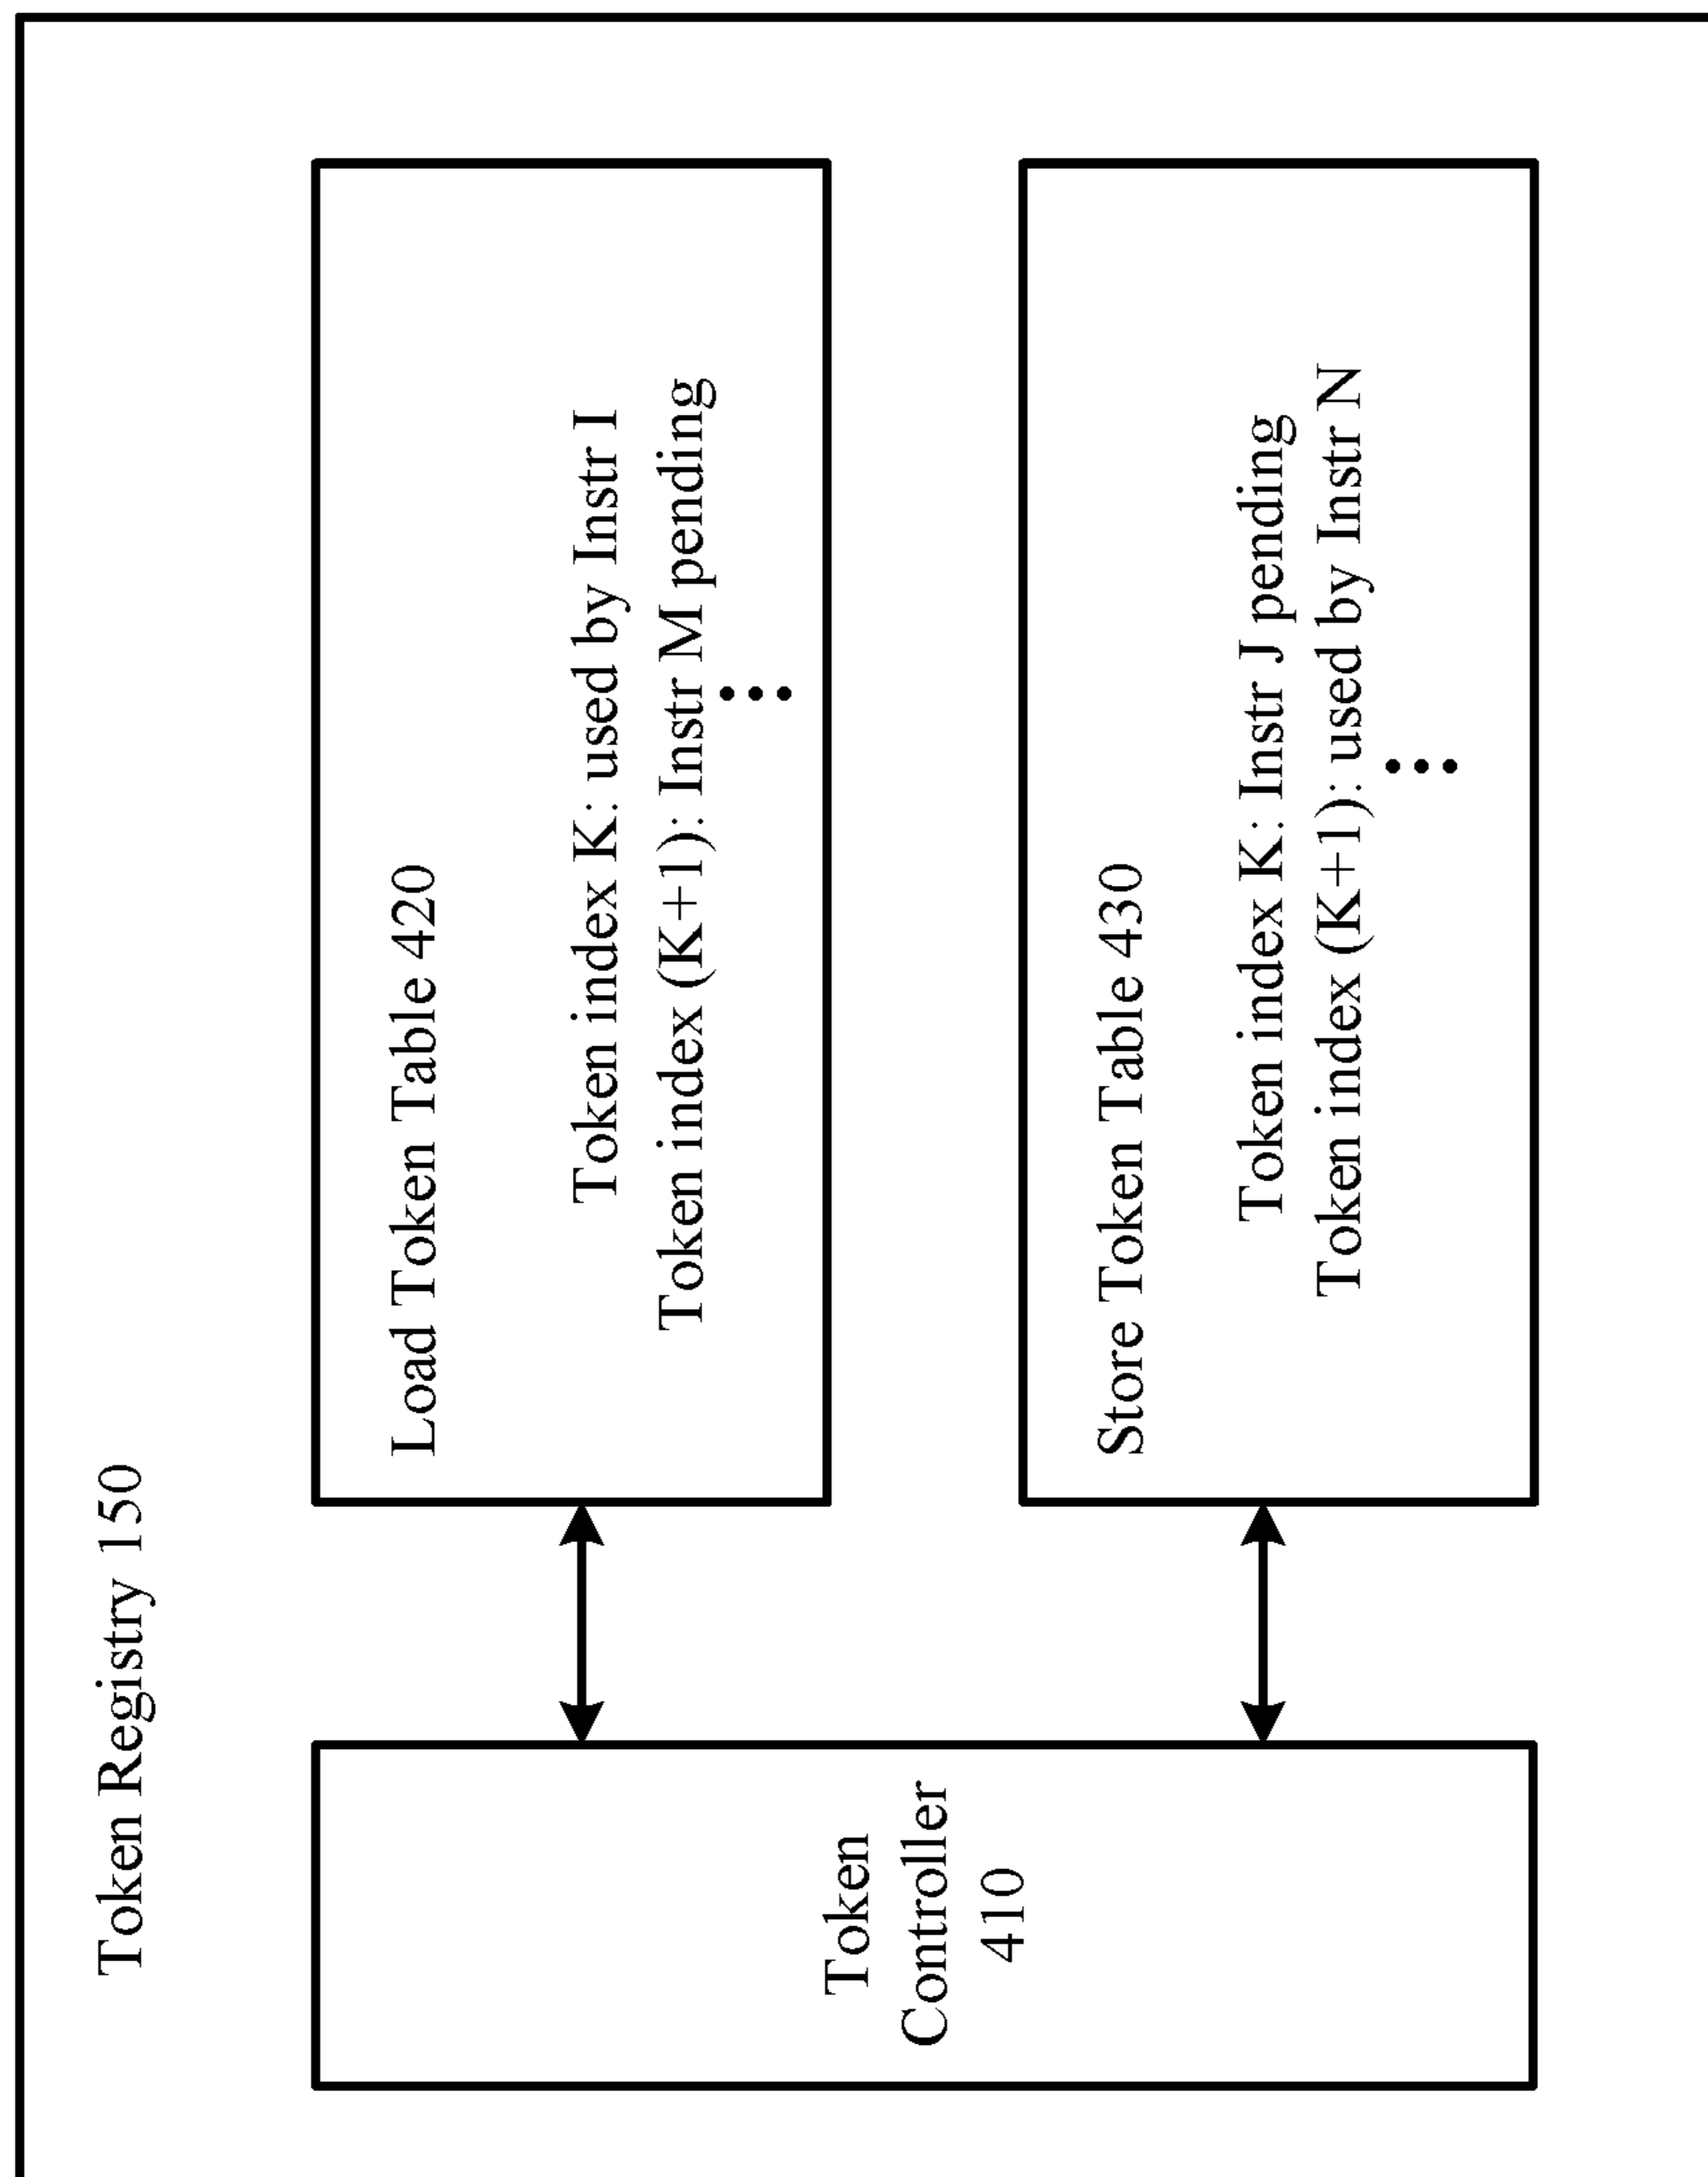 Token Registry 150
Token
Controller
410
Load Token Table 420
Token index K: used by Instr I
Token index (K+1): Instr M pending
Store Token Table 430
Token index K: Instr J pending
Token index (K+1): used by Instr N